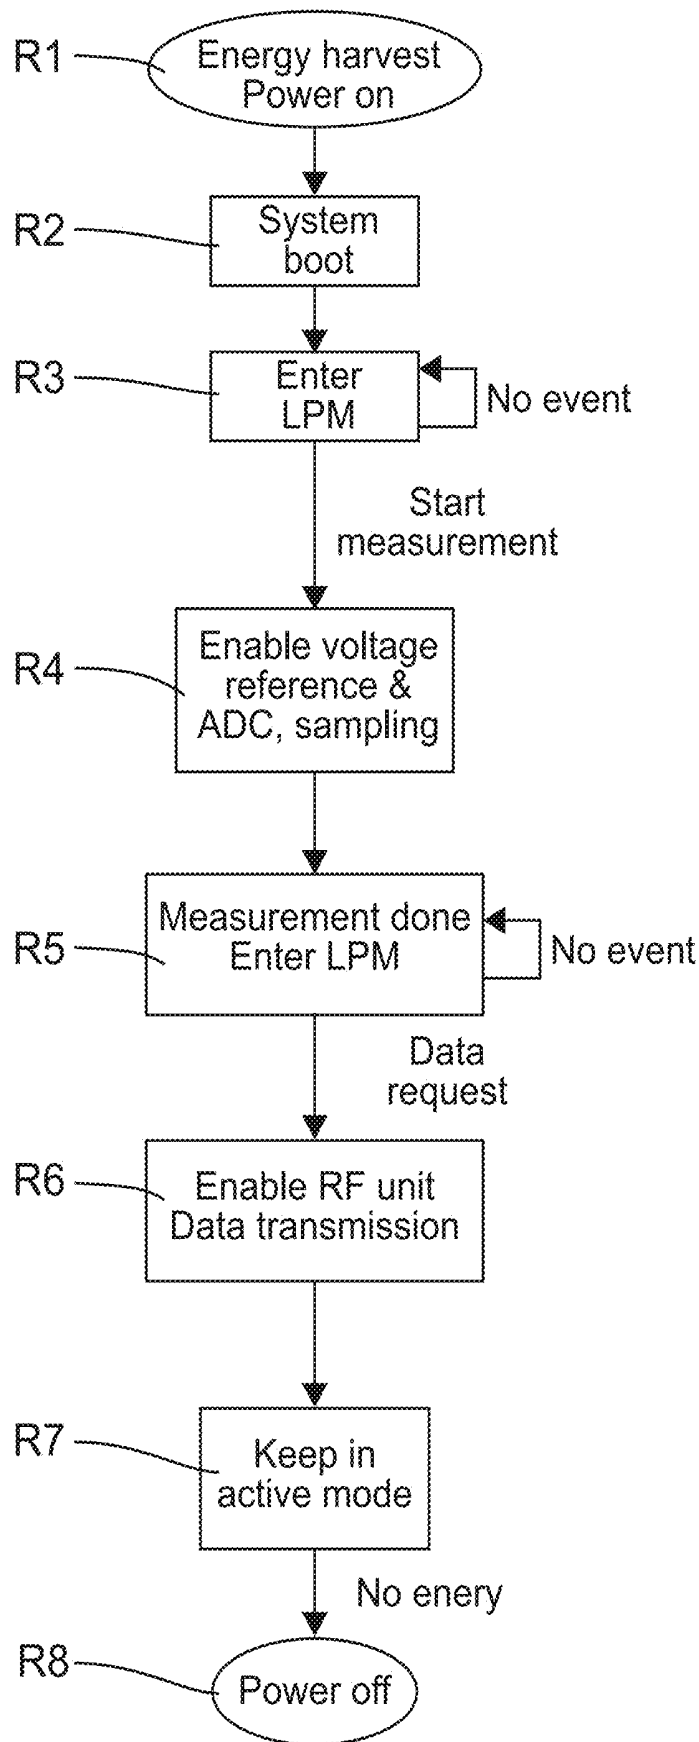 R1
Energy harvest
Power on
R2
System
boot
R3
Enter
LPM
No event
Start
measurement
R4
Enable voltage
reference &
ADC, sampling
R5
Measurement done
Enter LPM
No event
Data
request
R6
Enable RF unit
Data transmission
R7
Keep in
active mode
No enery
R8
Power off